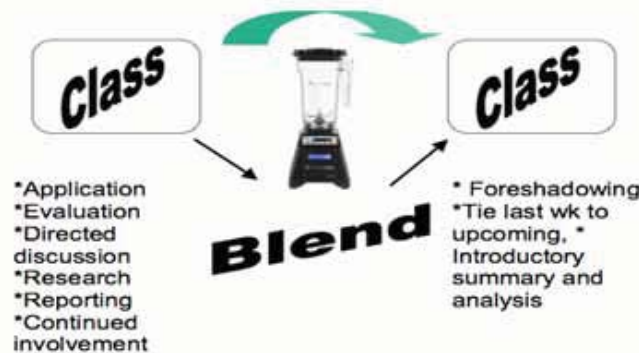 Class
Class
*Application
*Evaluation
*Directed
discussion
*Research
*Reporting
*Continued
involvement
Blend
* Foreshadowing
*Tie last wk to
upcoming, *
Introductory
summary and
analysis